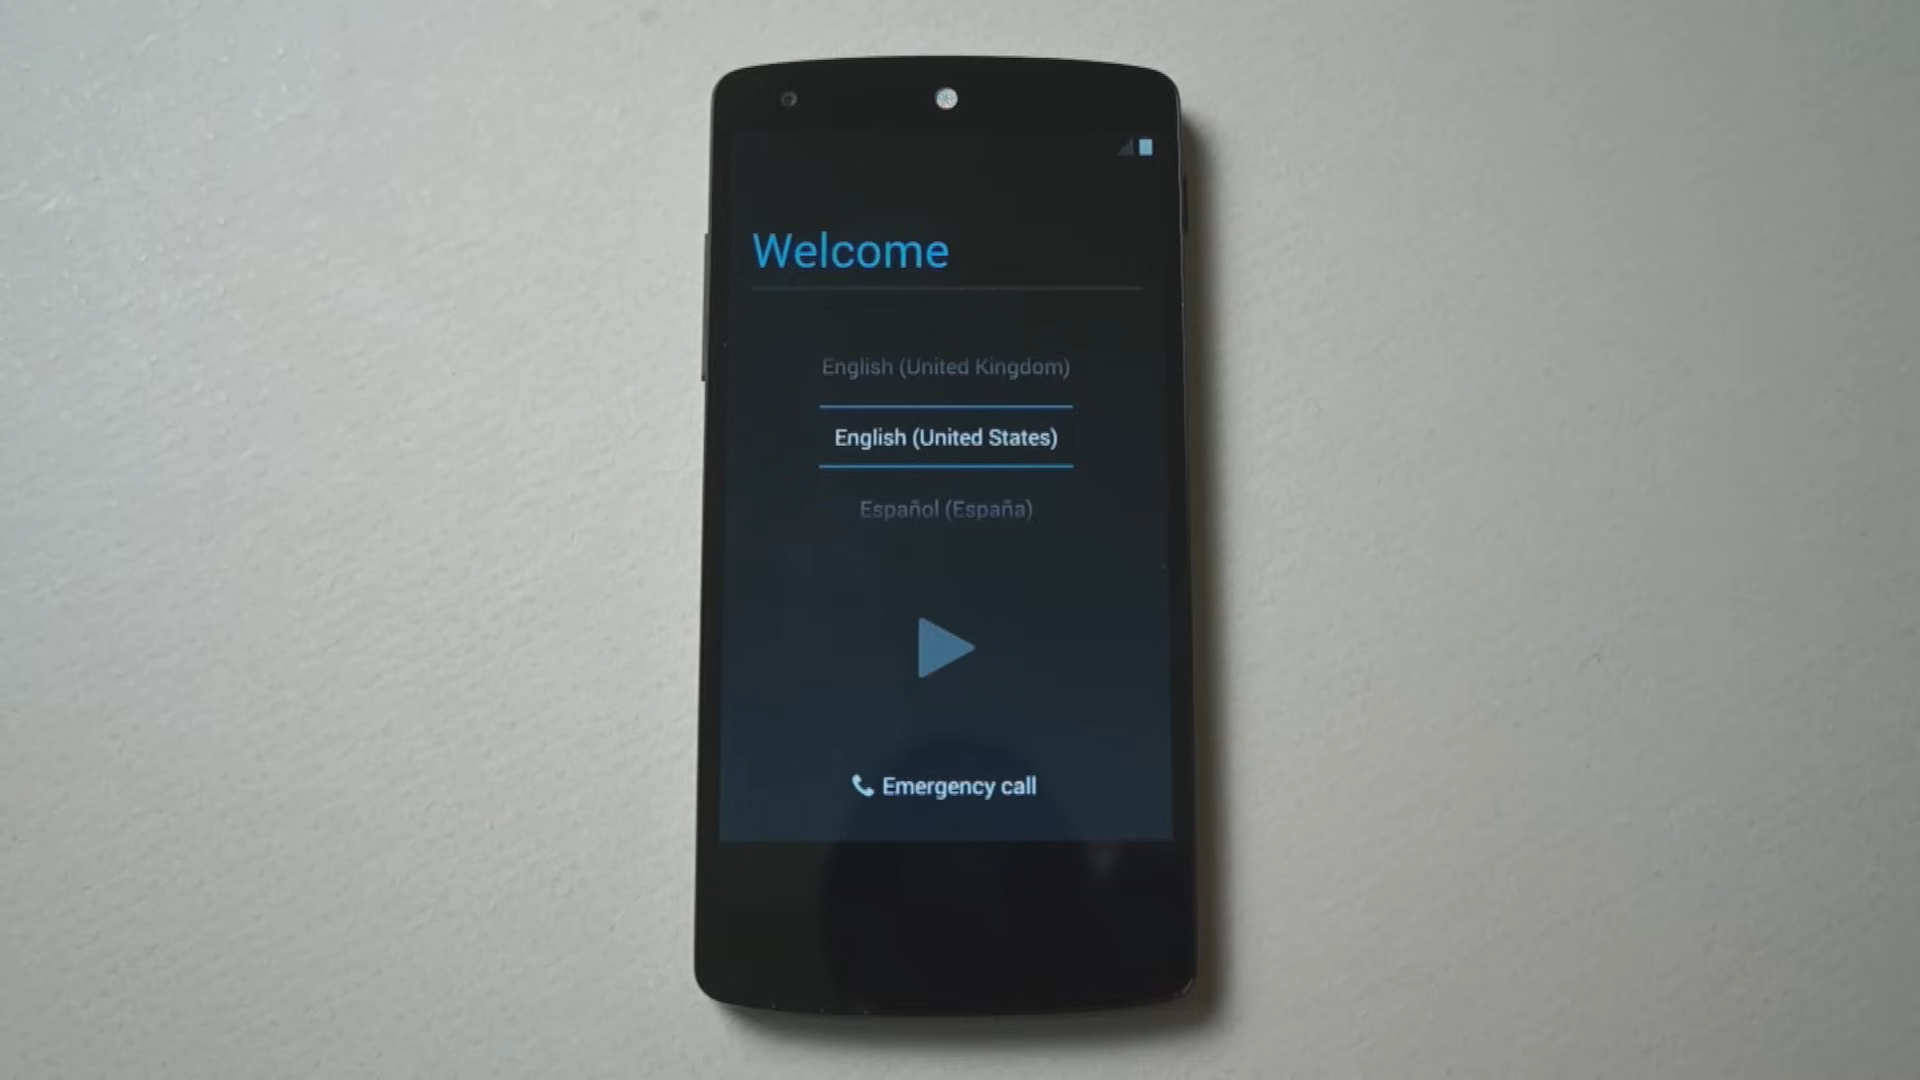 Welcome
English (United Kingdom)
English (United States)
Español (España)
Emergency call